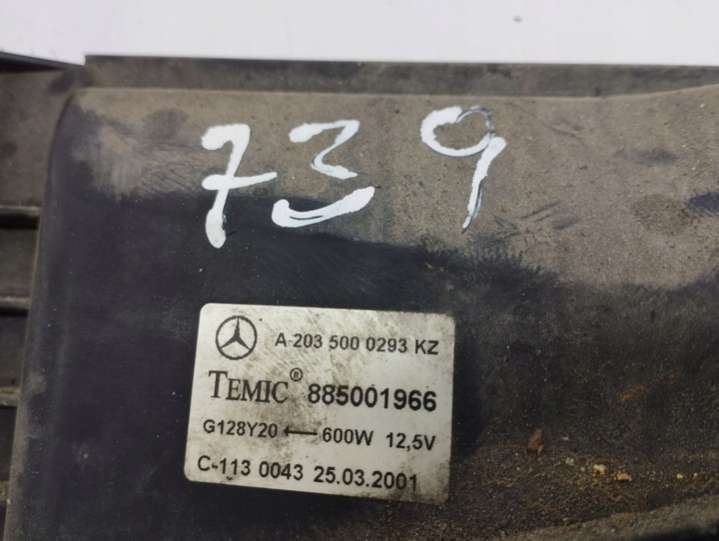 739
A-203 500 0293 KZ
TEMIC® 885001966
G128Y20 ⟵ 600W 12,5V
C-113 0043 25.03.2001